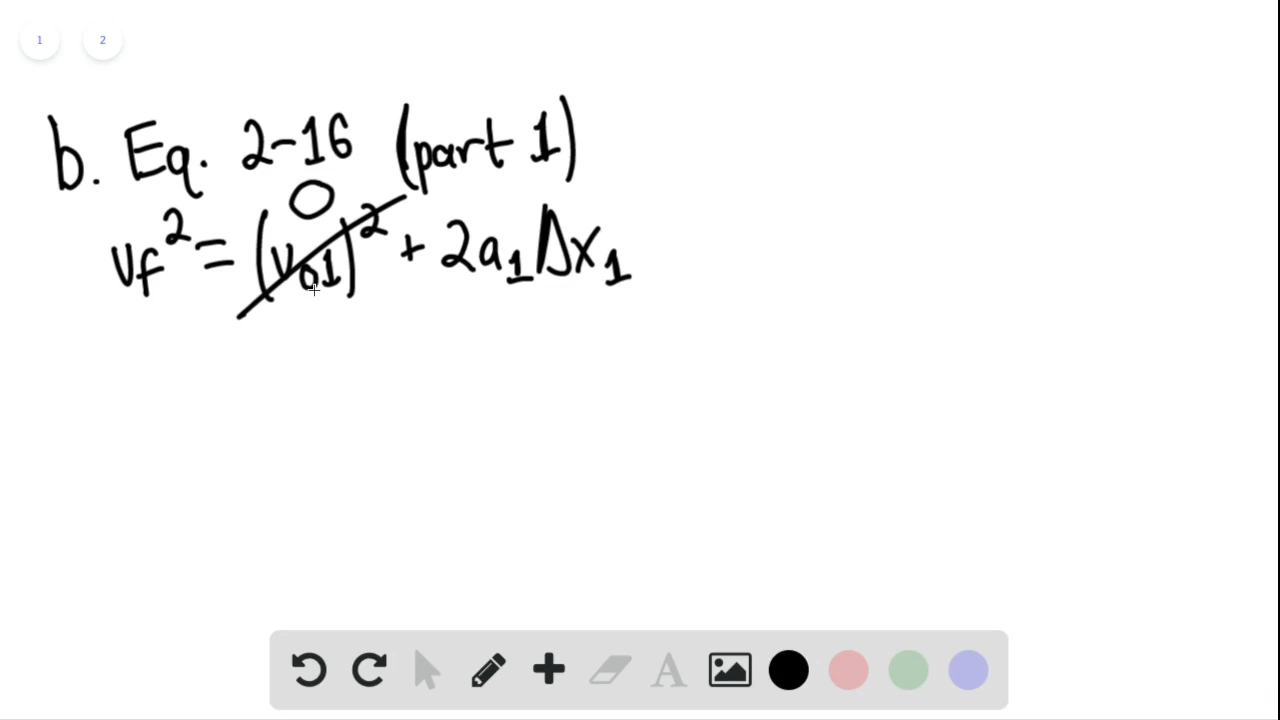 1 2
b. Eq. 2-16 (part 1)
0
vf² = (v₀1)² + 2a₁Δx₁
A